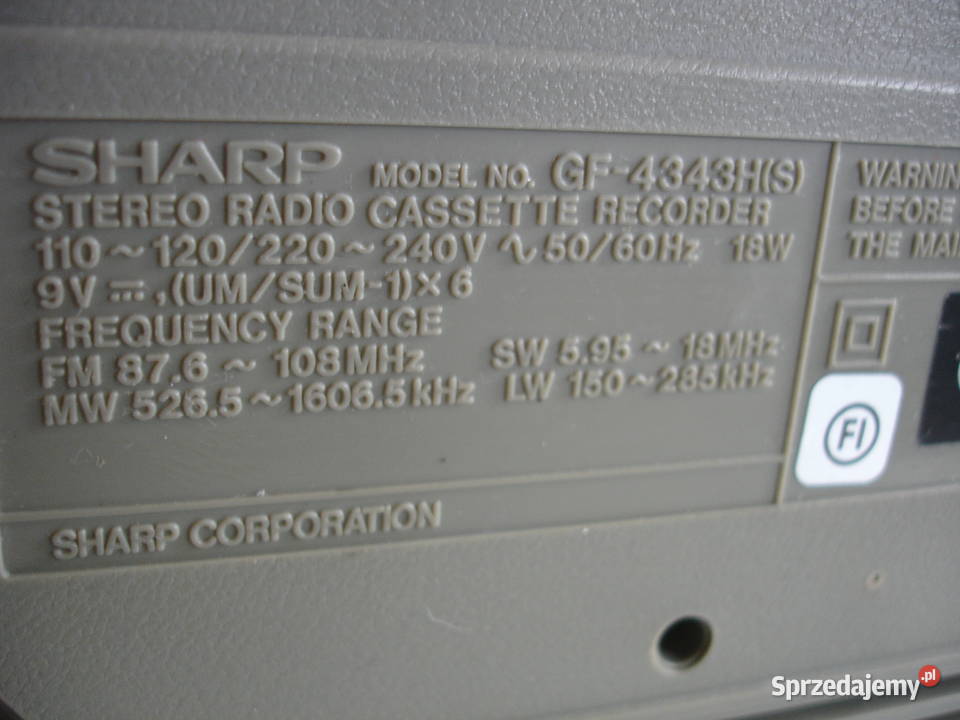 SHARP MODEL NO. GF-4343H(S)
STEREO RADIO CASSETTE RECORDER
110~120/220~240V ∿50/60Hz 18W
9V ⎓,(UM/SUM-1)×6
FREQUENCY RANGE
FM 87.6 ~ 108MHz SW 5.95 ~ 18MHz
MW 526.5~1606.5kHz LW 150~285kHz
SHARP CORPORATION
WARNIN
BEFORE
THE MAI
FI
Sprzedajemy.pl